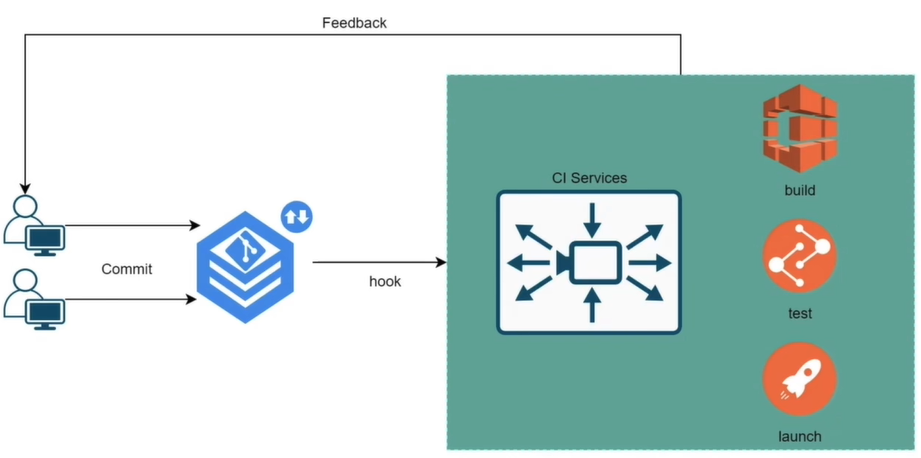 Feedback
CI Services
build
Commit
hook
test
launch